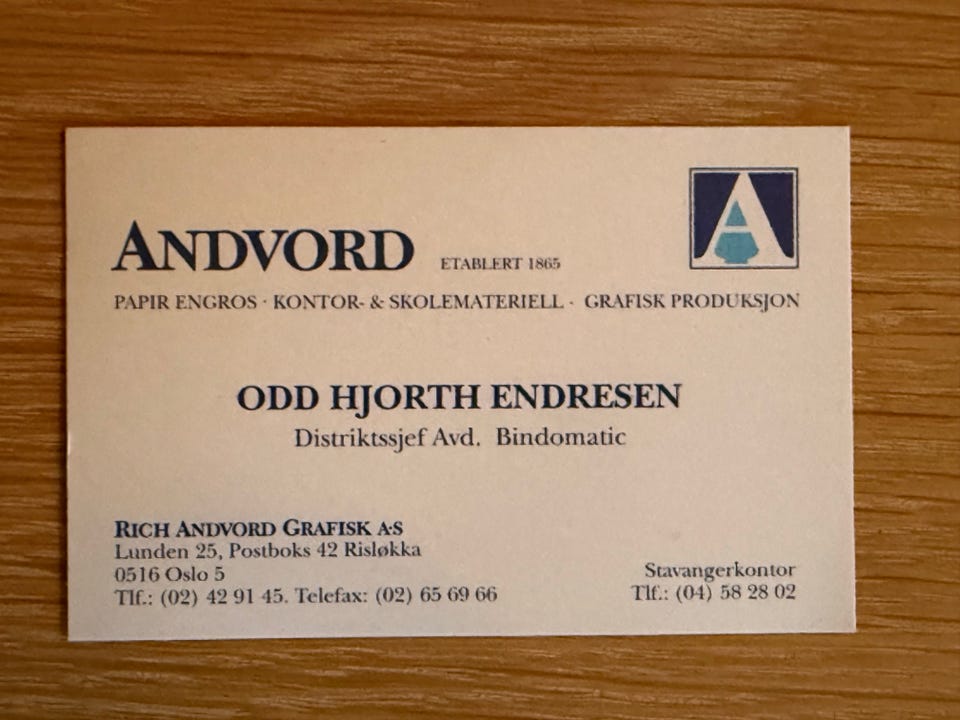 ANDVORD ETABLERT 1865
A
PAPIR ENGROS · KONTOR- & SKOLEMATERIELL · GRAFISK PRODUKSJON
ODD HJORTH ENDRESEN
Distriktssjef Avd. Bindomatic
RICH ANDVORD GRAFISK A·S
Lunden 25, Postboks 42 Risløkka
0516 Oslo 5
Tlf.: (02) 42 91 45. Telefax: (02) 65 69 66
Stavangerkontor
Tlf.: (04) 58 28 02